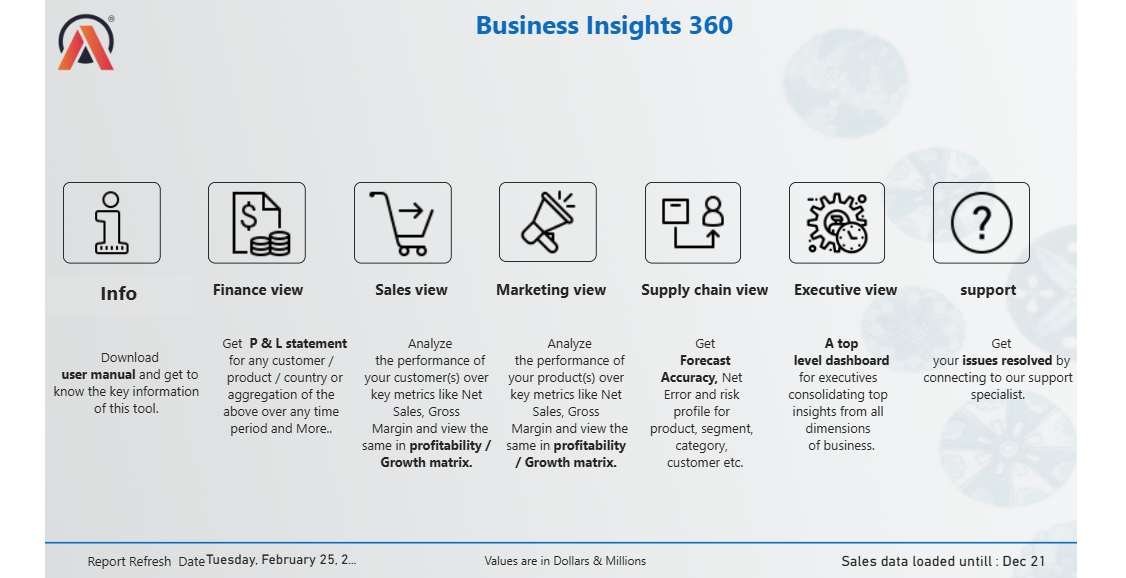 Business Insights 360
®
Info
Download
user manual and get to
know the key information
of this tool.
Finance view
Get P & L statement
for any customer /
product / country or
aggregation of the
above over any time
period and More..
Sales view
Analyze
the performance of
your customer(s) over
key metrics like Net
Sales, Gross
Margin and view the
same in profitability /
Growth matrix.
Marketing view
Analyze
the performance of
your product(s) over
key metrics like Net
Sales, Gross
Margin and view the
same in profitability
/ Growth matrix.
Supply chain view
Get
Forecast
Accuracy, Net
Error and risk
profile for
product, segment,
category,
customer etc.
Executive view
A top
level dashboard
for executives
consolidating top
insights from all
dimensions
of business.
support
Get
your issues resolved by
connecting to our support
specialist.
Report Refresh Date Tuesday, February 25, 2...
Values are in Dollars & Millions
Sales data loaded untill : Dec 21